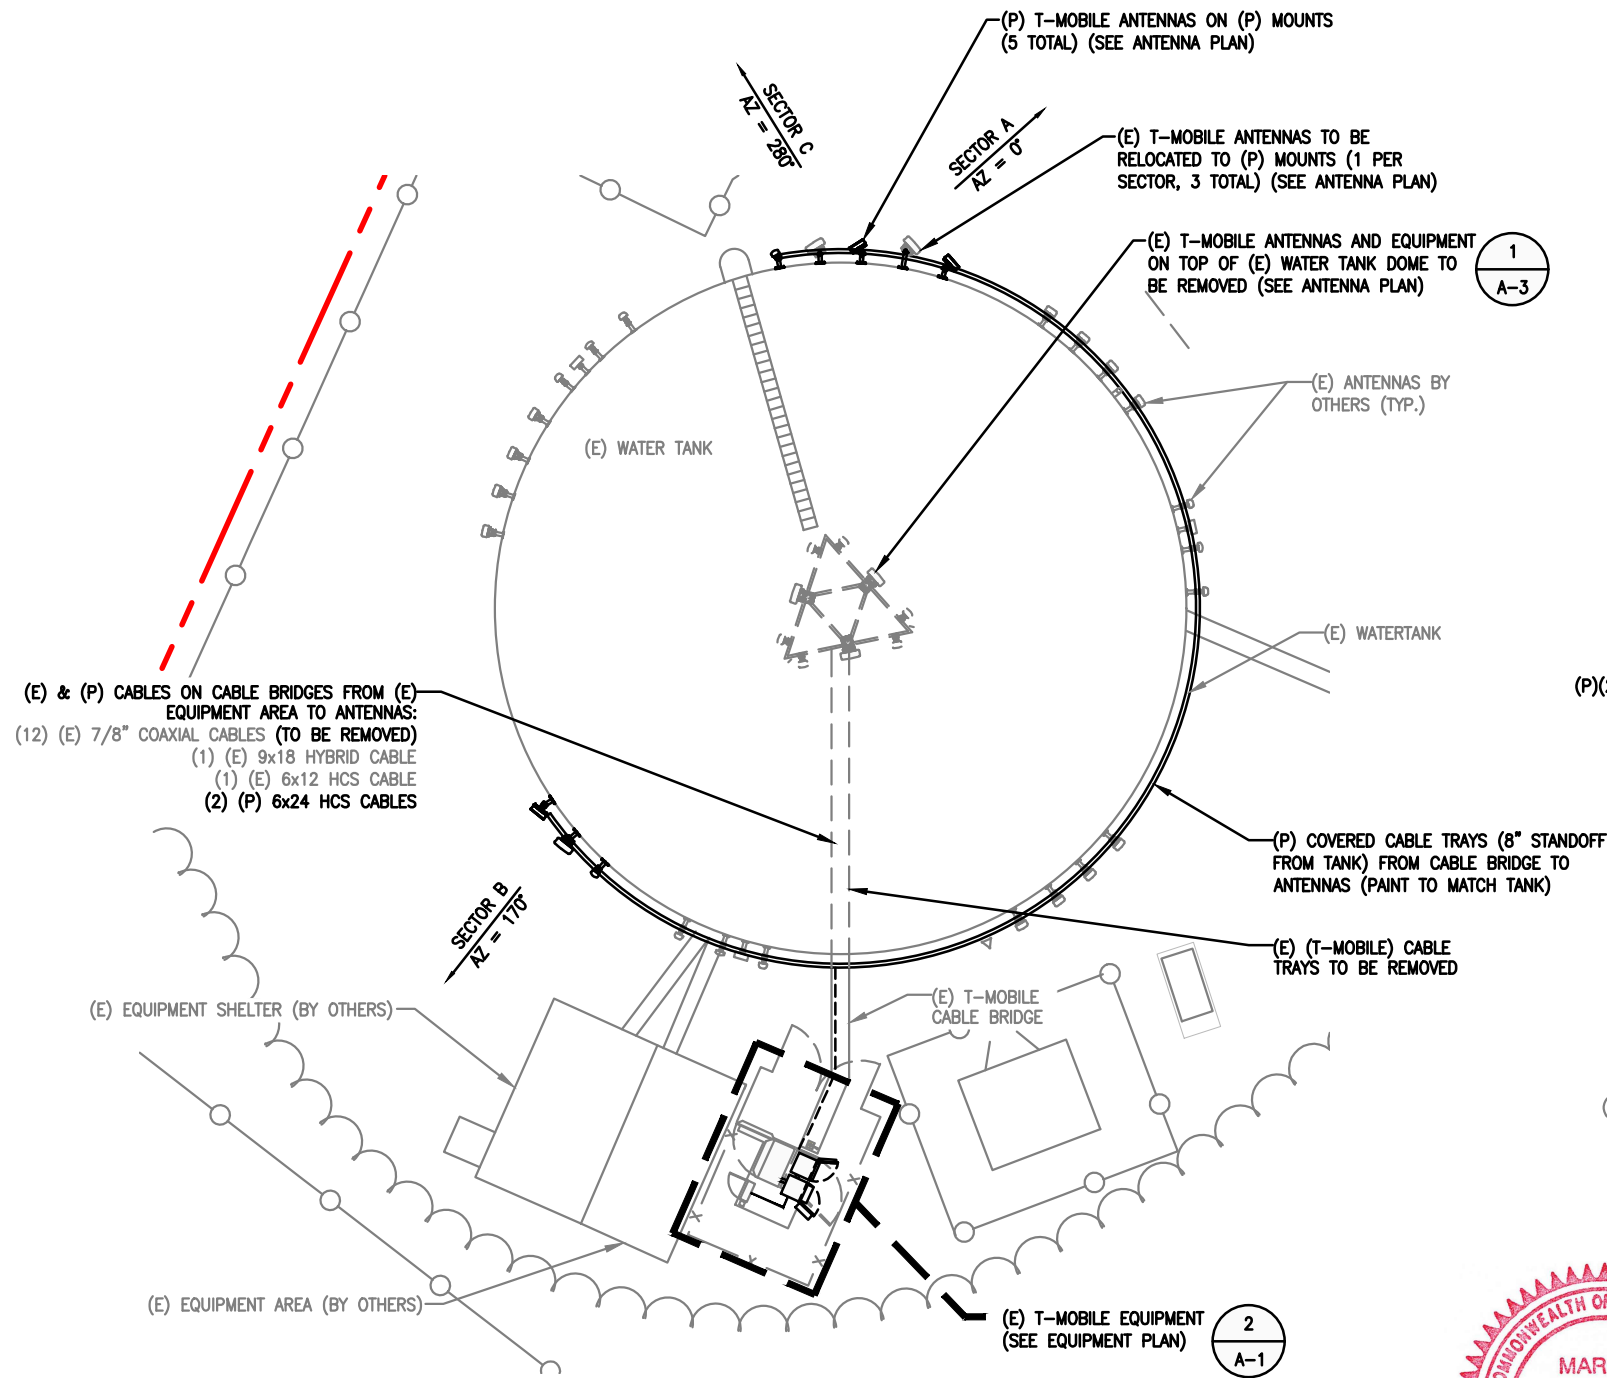 (P) T-MOBILE ANTENNAS ON (P) MOUNTS
(5 TOTAL) (SEE ANTENNA PLAN)
SECTOR C
AZ = 280°
SECTOR A
AZ = 0°
(E) T-MOBILE ANTENNAS TO BE
RELOCATED TO (P) MOUNTS (1 PER
SECTOR, 3 TOTAL) (SEE ANTENNA PLAN)
(E) T-MOBILE ANTENNAS AND EQUIPMENT
ON TOP OF (E) WATER TANK DOME TO
BE REMOVED (SEE ANTENNA PLAN)
1
A-3
(E) ANTENNAS BY
OTHERS (TYP.)
(E) WATER TANK
(E) WATERTANK
(E) & (P) CABLES ON CABLE BRIDGES FROM (E)
EQUIPMENT AREA TO ANTENNAS:
(12) (E) 7/8" COAXIAL CABLES (TO BE REMOVED)
(1) (E) 9x18 HYBRID CABLE
(1) (E) 6x12 HCS CABLE
(2) (P) 6x24 HCS CABLES
(P)(
(P) COVERED CABLE TRAYS (8" STANDOFF
FROM TANK) FROM CABLE BRIDGE TO
ANTENNAS (PAINT TO MATCH TANK)
SECTOR B
AZ = 170°
(E) (T-MOBILE) CABLE
TRAYS TO BE REMOVED
(E) EQUIPMENT SHELTER (BY OTHERS)
(E) T-MOBILE
CABLE BRIDGE
(E) EQUIPMENT AREA (BY OTHERS)
(E) T-MOBILE EQUIPMENT
(SEE EQUIPMENT PLAN)
2
A-1
COMMONWEALTH OF
MAR